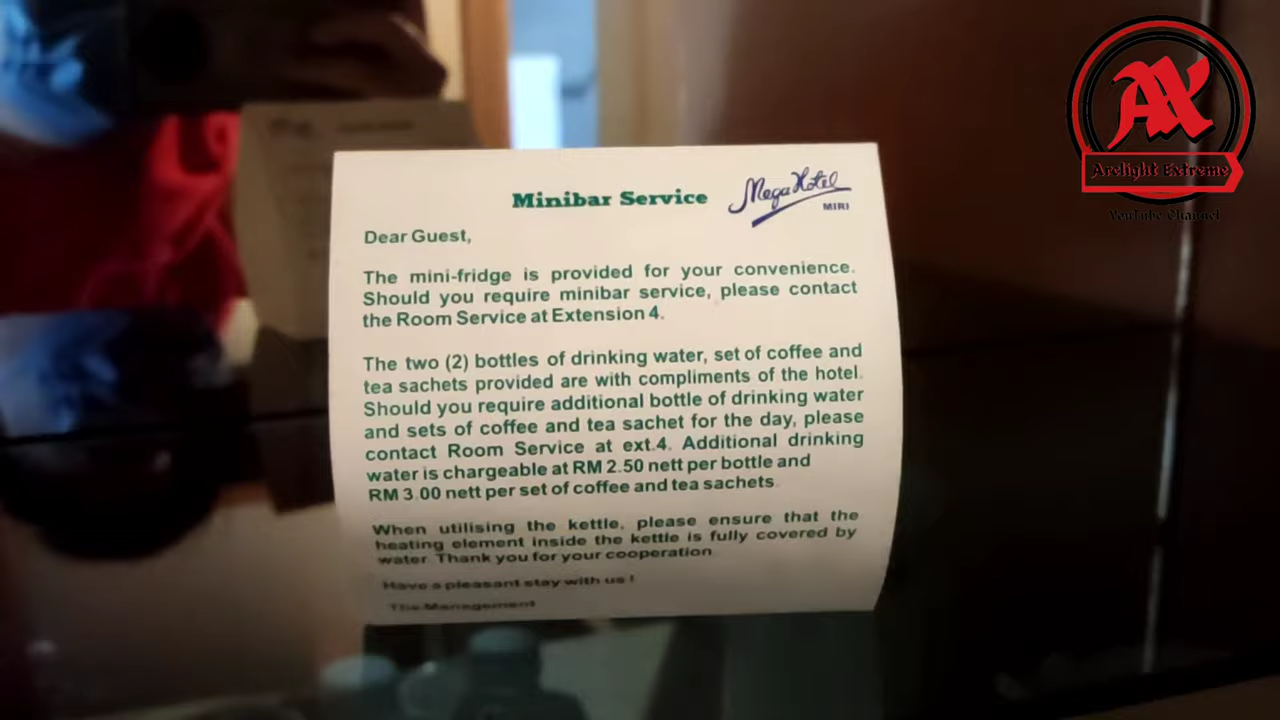 AX
Arclight Extreme
YouTube Channel
Minibar Service
Mega Hotel
MIRI
Dear Guest,
The mini-fridge is provided for your convenience.
Should you require minibar service, please contact
the Room Service at Extension 4.
The two (2) bottles of drinking water, set of coffee and
tea sachets provided are with compliments of the hotel.
Should you require additional bottle of drinking water
and sets of coffee and tea sachet for the day, please
contact Room Service at ext.4. Additional drinking
water is chargeable at RM 2.50 nett per bottle and
RM 3.00 nett per set of coffee and tea sachets.
When utilising the kettle, please ensure that the
heating element inside the kettle is fully covered by
water. Thank you for your cooperation.
Have a pleasant stay with us !
The Management